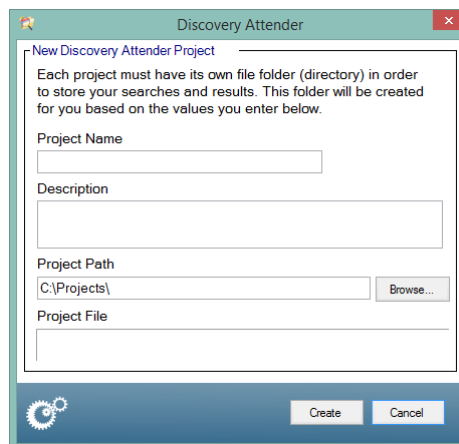 Discovery Attender
New Discovery Attender Project
Each project must have its own file folder (directory) in order
to store your searches and results. This folder will be created
for you based on the values you enter below.
Project Name
Description
Project Path
C:\Projects\
Browse...
Project File
Create
Cancel